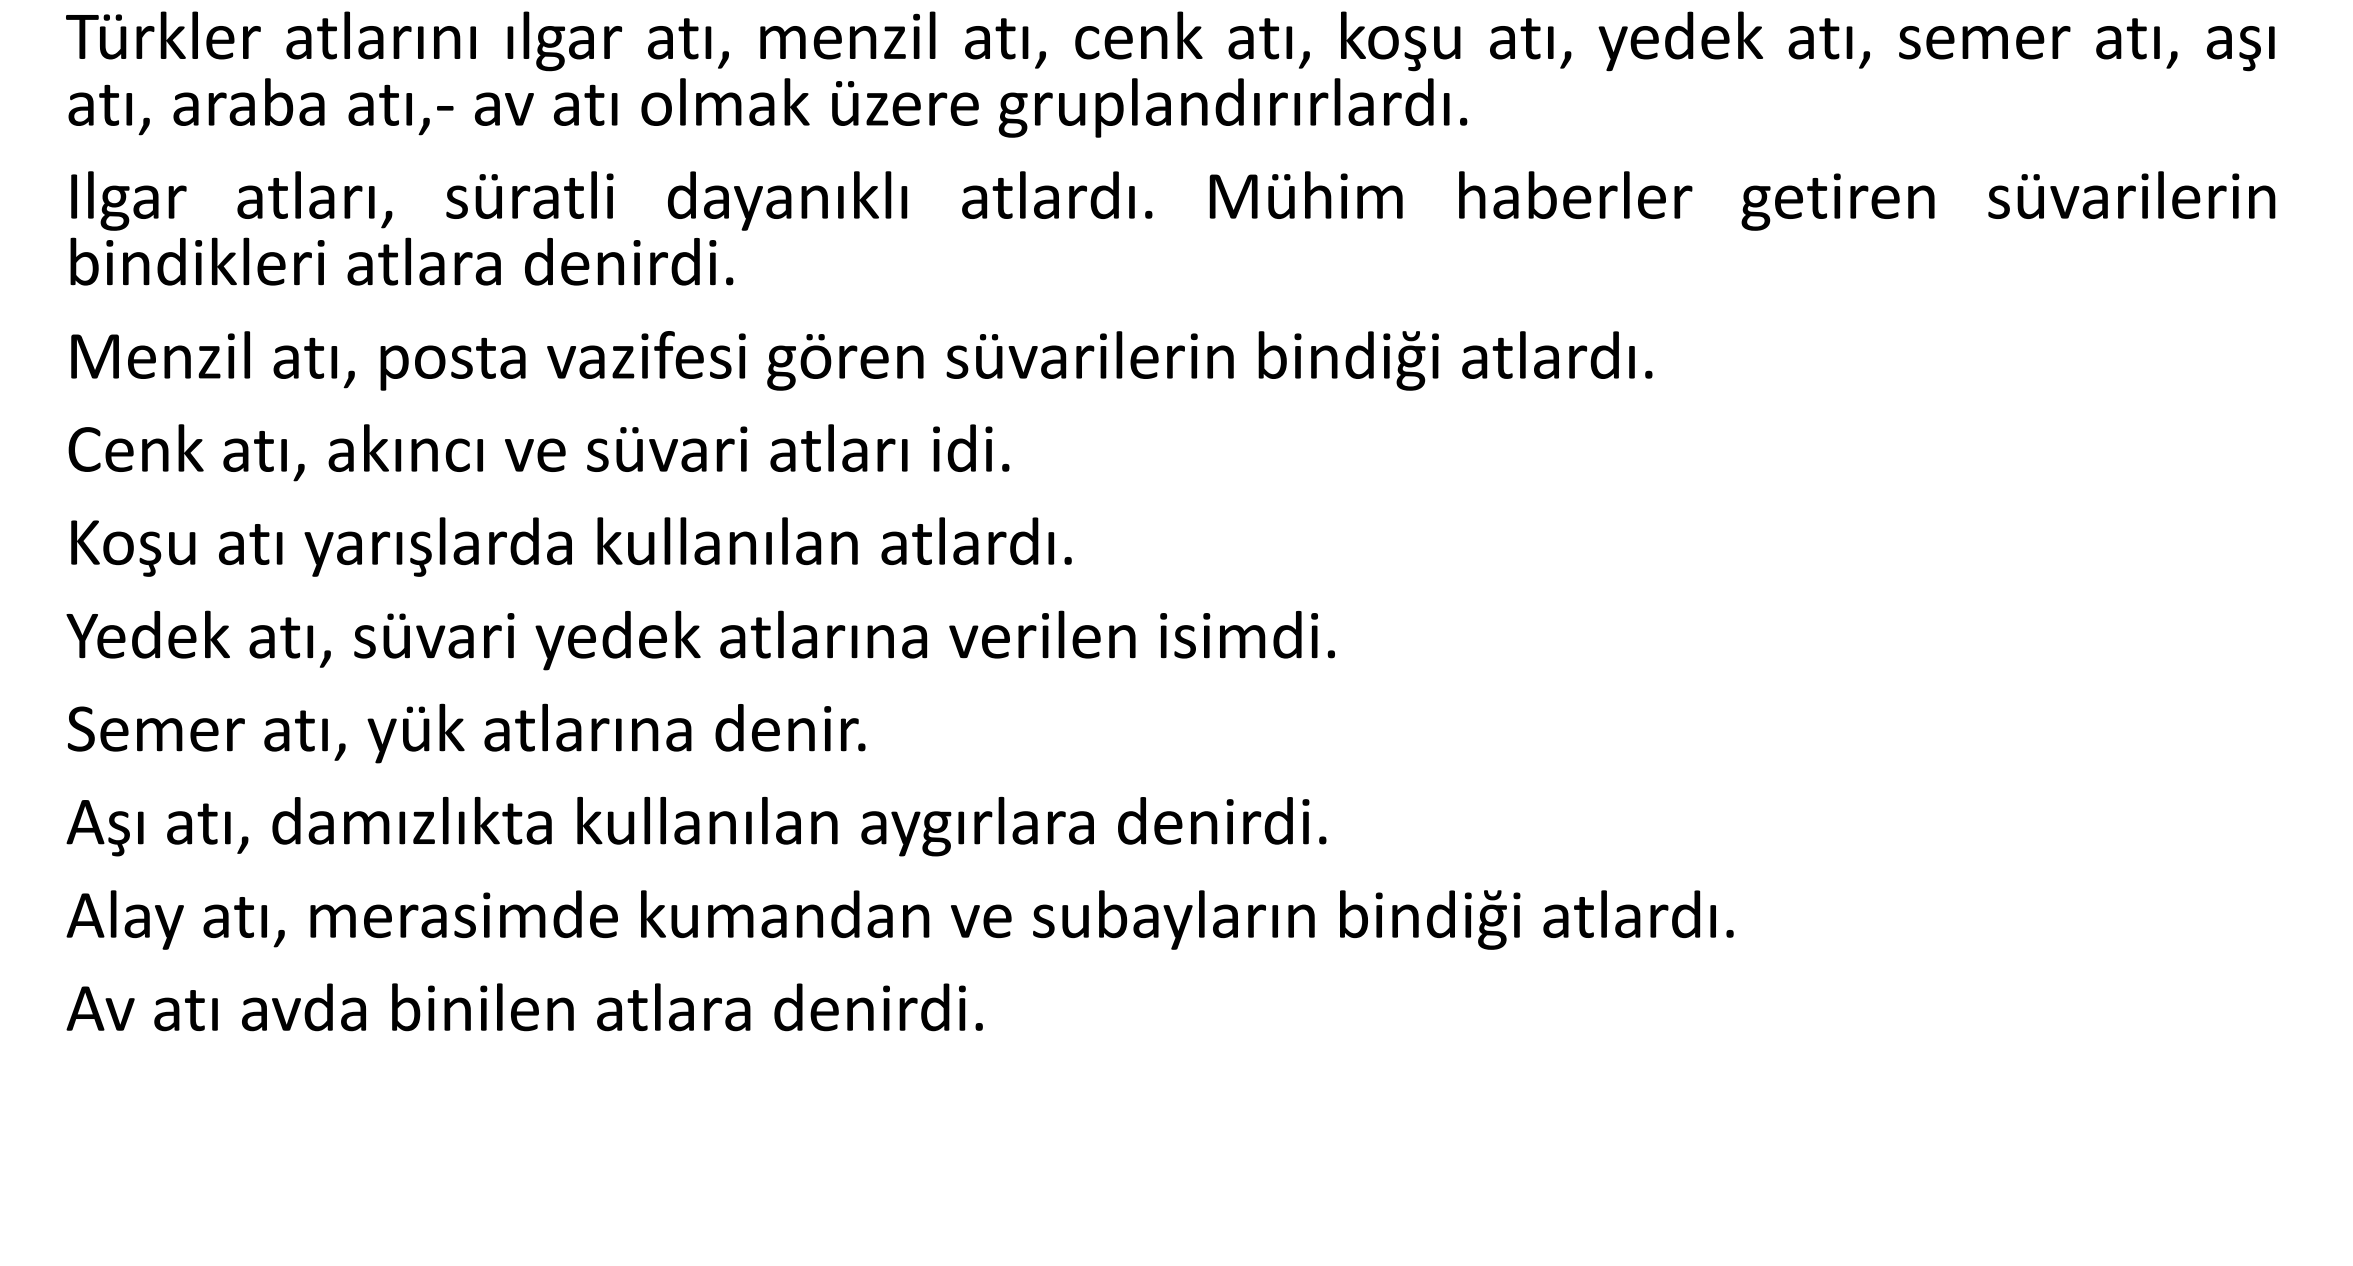 Türkler atlarını ılgar atı, menzil atı, cenk atı, koşu atı, yedek atı, semer atı, aşı
atı, araba atı,- av atı olmak üzere gruplandırırlardı.
Ilgar atları, süratli dayanıklı atlardı. Mühim haberler getiren süvarilerin
bindikleri atlara denirdi.
Menzil atı, posta vazifesi gören süvarilerin bindiği atlardı.
Cenk atı, akıncı ve süvari atları idi.
Koşu atı yarışlarda kullanılan atlardı.
Yedek atı, süvari yedek atlarına verilen isimdi.
Semer atı, yük atlarına denir.
Aşı atı, damızlıkta kullanılan aygırlara denirdi.
Alay atı, merasimde kumandan ve subayların bindiği atlardı.
Av atı avda binilen atlara denirdi.